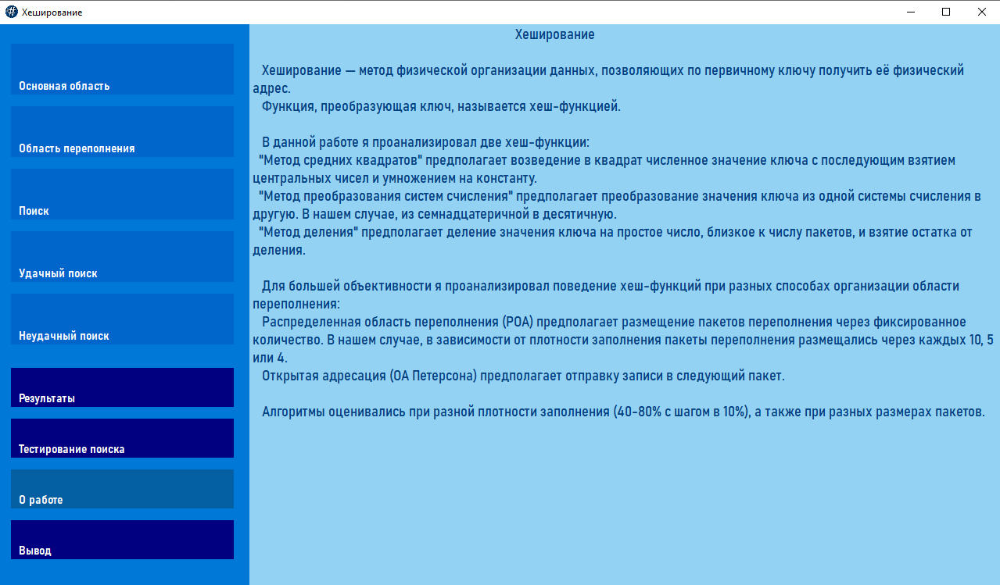 Хеширование
Основная область
Область переполнения
Поиск
Удачный поиск
Неудачный поиск
Результаты
Тестирование поиска
О работе
Вывод
Хеширование
Хеширование — метод физической организации данных, позволяющих по первичному ключу получить её физический
адрес.
Функция, преобразующая ключ, называется хеш-функцией.
В данной работе я проанализировал две хеш-функции:
"Метод средних квадратов" предполагает возведение в квадрат численное значение ключа с последующим взятием
центральных чисел и умножением на константу.
"Метод преобразования систем счисления" предполагает преобразование значения ключа из одной системы счисления в
другую. В нашем случае, из семнадцатеричной в десятичную.
"Метод деления" предполагает деление значения ключа на простое число, близкое к числу пакетов, и взятие остатка от
деления.
Для большей объективности я проанализировал поведение хеш-функций при разных способах организации области
переполнения:
Распределенная область переполнения (РОА) предполагает размещение пакетов переполнения через фиксированное
количество. В нашем случае, в зависимости от плотности заполнения пакеты переполнения размещались через каждых 10, 5
или 4.
Открытая адресация (ОА Петерсона) предполагает отправку записи в следующий пакет.
Алгоритмы оценивались при разной плотности заполнения (40-80% с шагом в 10%), а также при разных размерах пакетов.